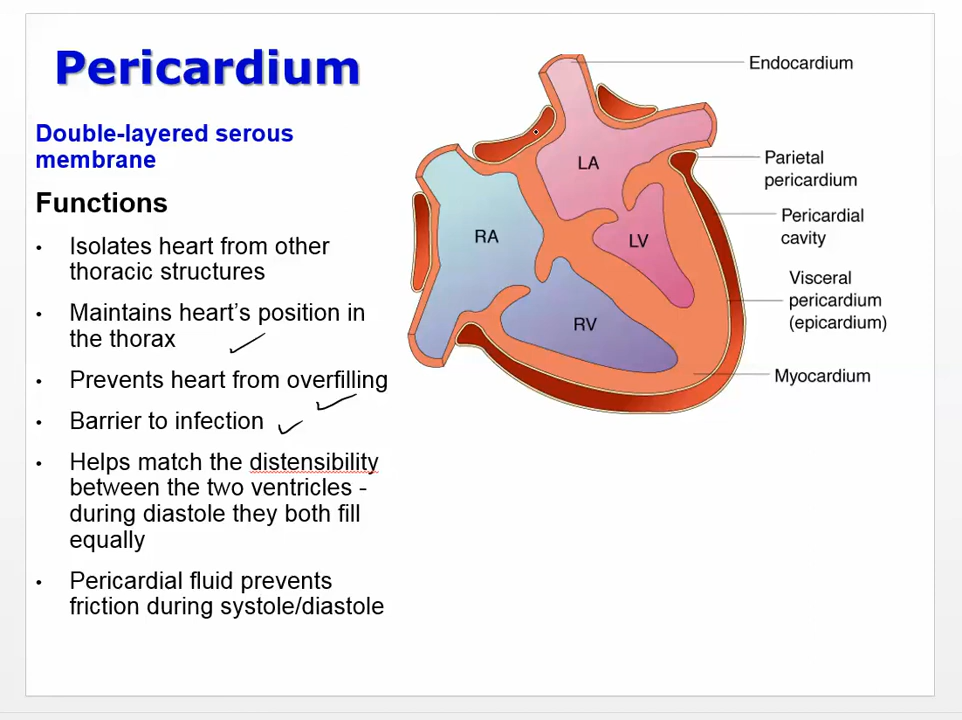 Pericardium
Double-layered serous
membrane
Functions
• Isolates heart from other
thoracic structures
• Maintains heart's position in
the thorax
• Prevents heart from overfilling
• Barrier to infection
• Helps match the distensibility
between the two ventricles -
during diastole they both fill
equally
• Pericardial fluid prevents
friction during systole/diastole
Endocardium
LA
Parietal
pericardium
RA
LV
Pericardial
cavity
Visceral
pericardium
(epicardium)
RV
Myocardium